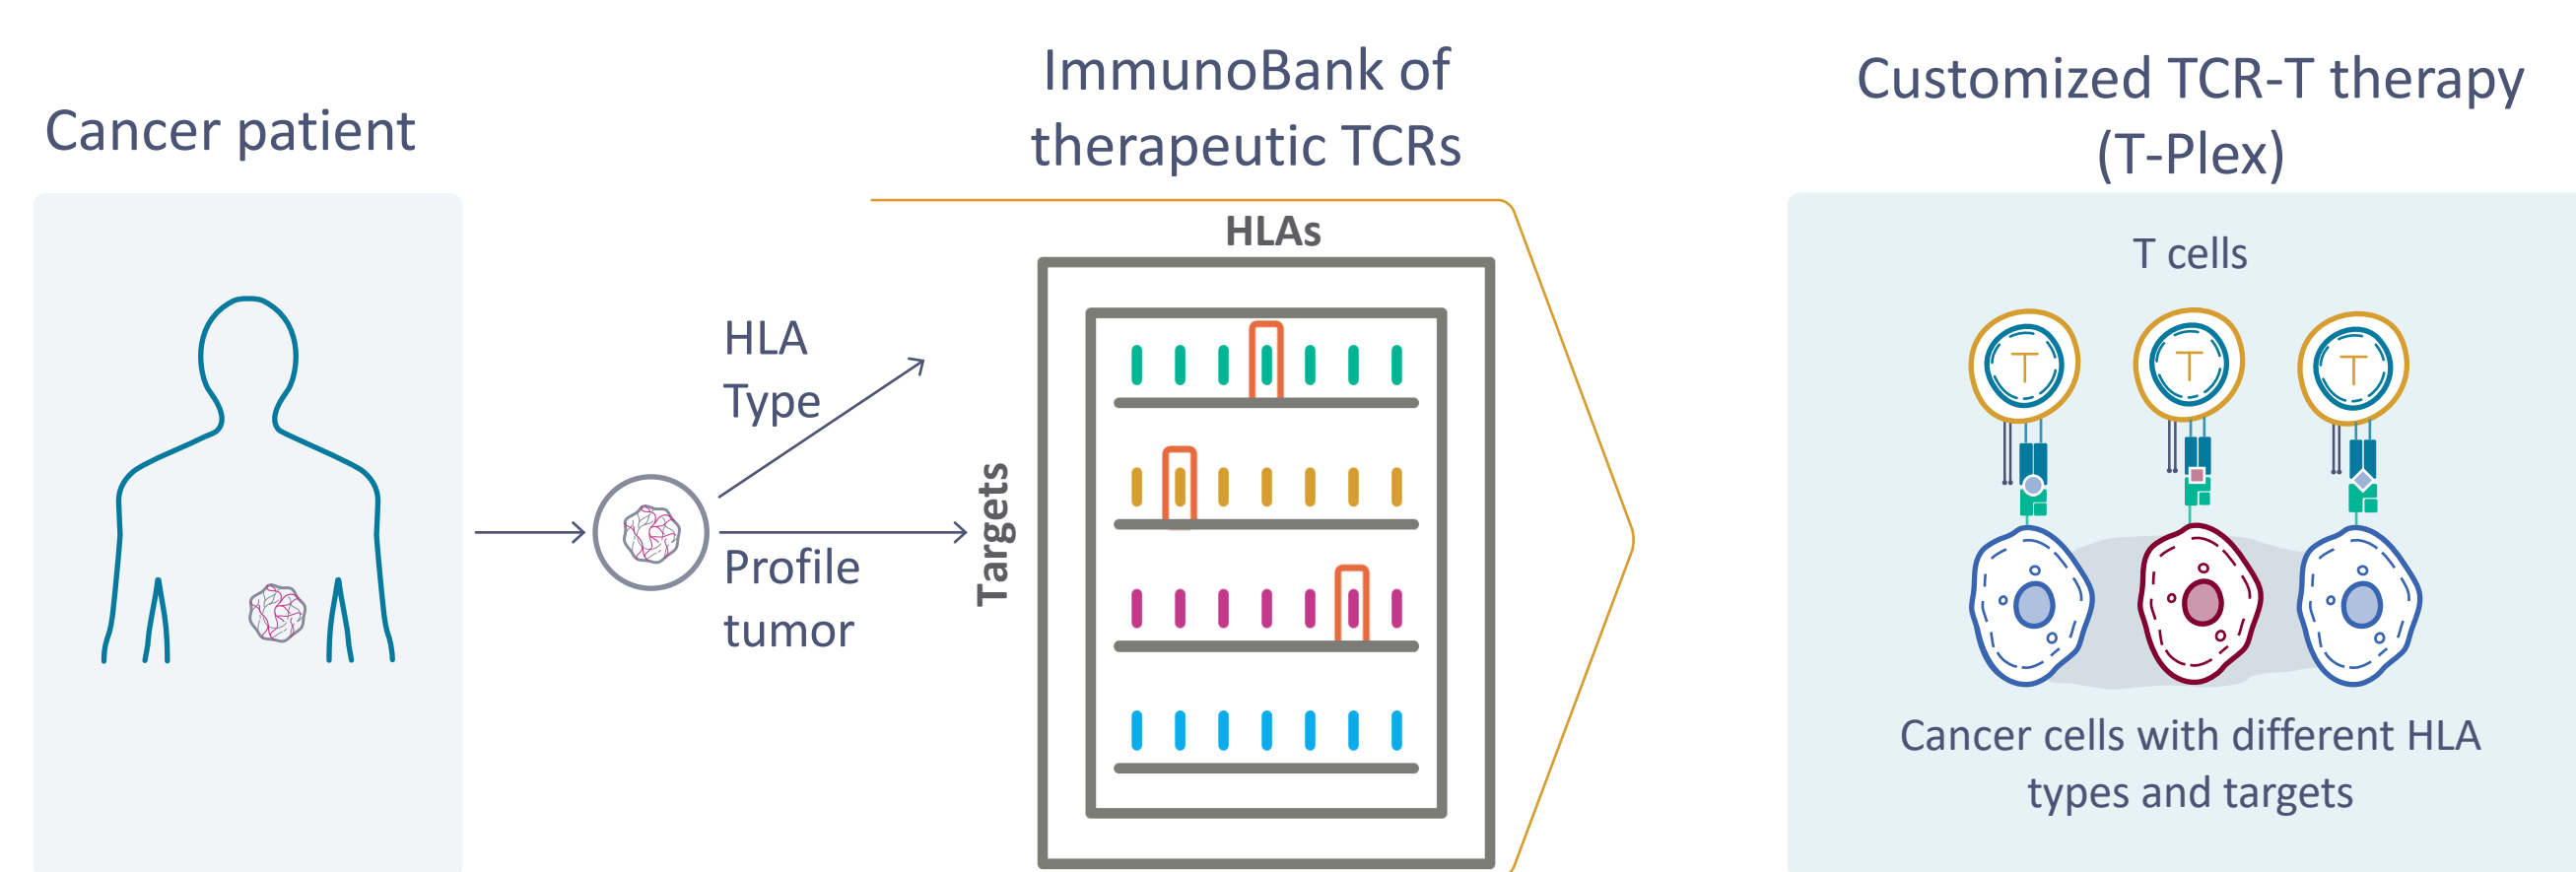 Cancer patient
HLA
Type
Profile
tumor
ImmunoBank of
therapeutic TCRs
HLAs
Targets
Customized TCR-T therapy
(T-Plex)
T cells
T
T
T
Cancer cells with different HLA
types and targets